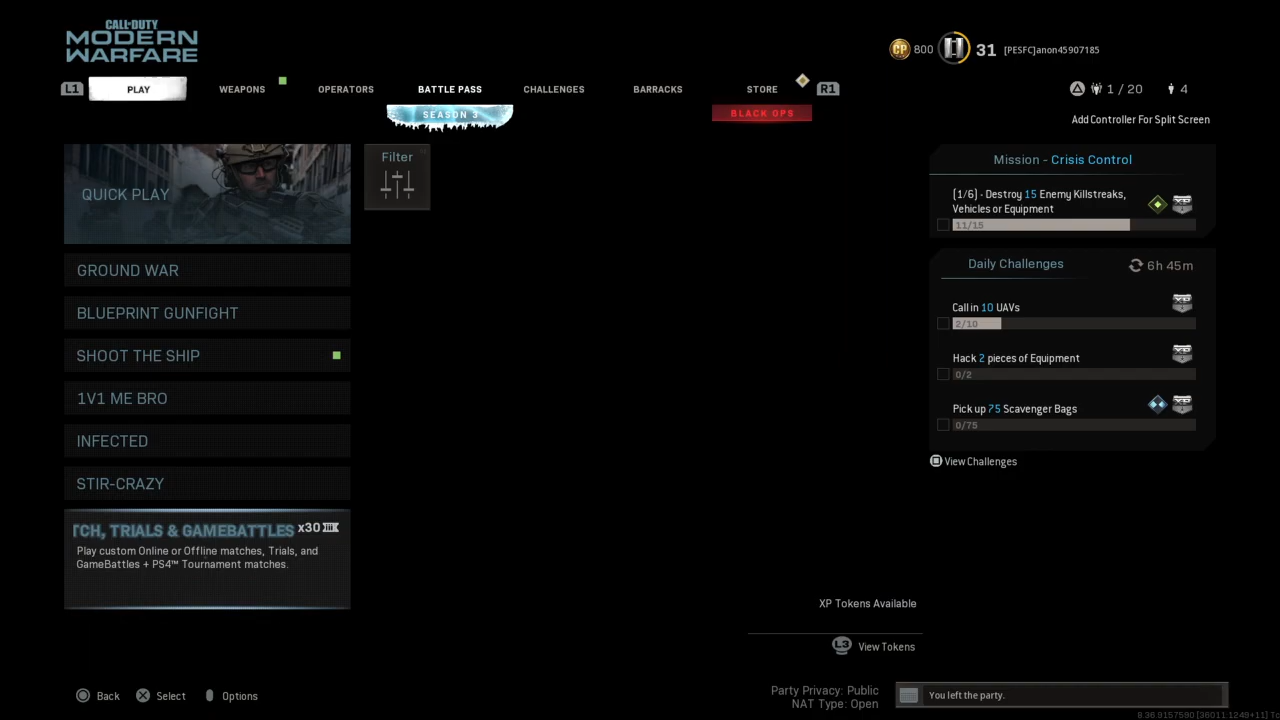 CALL OF DUTY
MODERN
WARFARE
CP 800
31
[PESFC]anon45907185
L1
PLAY
WEAPONS
OPERATORS
BATTLE PASS
CHALLENGES
BARRACKS
STORE
R1
1 / 20
4
SEASON 3
BLACK OPS
Add Controller For Split Screen
QUICK PLAY
GROUND WAR
BLUEPRINT GUNFIGHT
SHOOT THE SHIP
1V1 ME BRO
INFECTED
STIR-CRAZY
TCH, TRIALS & GAMEBATTLES x30
Play custom Online or Offline matches, Trials, and
GameBattles + PS4™ Tournament matches.
Filter
Mission - Crisis Control
(1/6) - Destroy 15 Enemy Killstreaks,
Vehicles or Equipment
11/15
Daily Challenges
6h 45m
Call in 10 UAVs
XP
2/10
Hack 2 pieces of Equipment
XP
0/2
Pick up 75 Scavenger Bags
XP
0/75
View Challenges
XP Tokens Available
L3 View Tokens
Back
Select
Options
Party Privacy: Public
NAT Type: Open
You left the party.